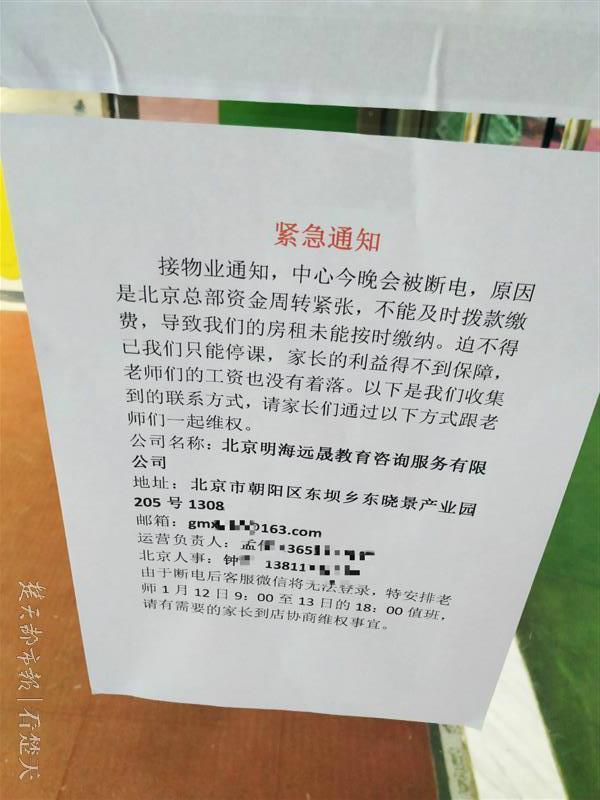 紧急通知
接物业通知，中心今晚会被断电，原因
是北京总部资金周转紧张，不能及时拨款缴
费，导致我们的房租未能按时缴纳。迫不得
已我们只能停课，家长的利益得不到保障，
老师们的工资也没有着落。以下是我们收集
到的联系方式，请家长们通过以下方式跟老
师们一起维权。
公司名称：北京明海远晟教育咨询服务有限
公司
地址：北京市朝阳区东坝乡东晓景产业园
205 号 1308
邮箱：gmx @163.com
运营负责人：孟 365
北京人事：钟 13811
由于断电后客服微信将无法登录，特安排老
师 1 月 12 日 9：00 至 13 日的 18：00 值班，
请有需要的家长到店协商维权事宜。
楚天都市报|看楚天